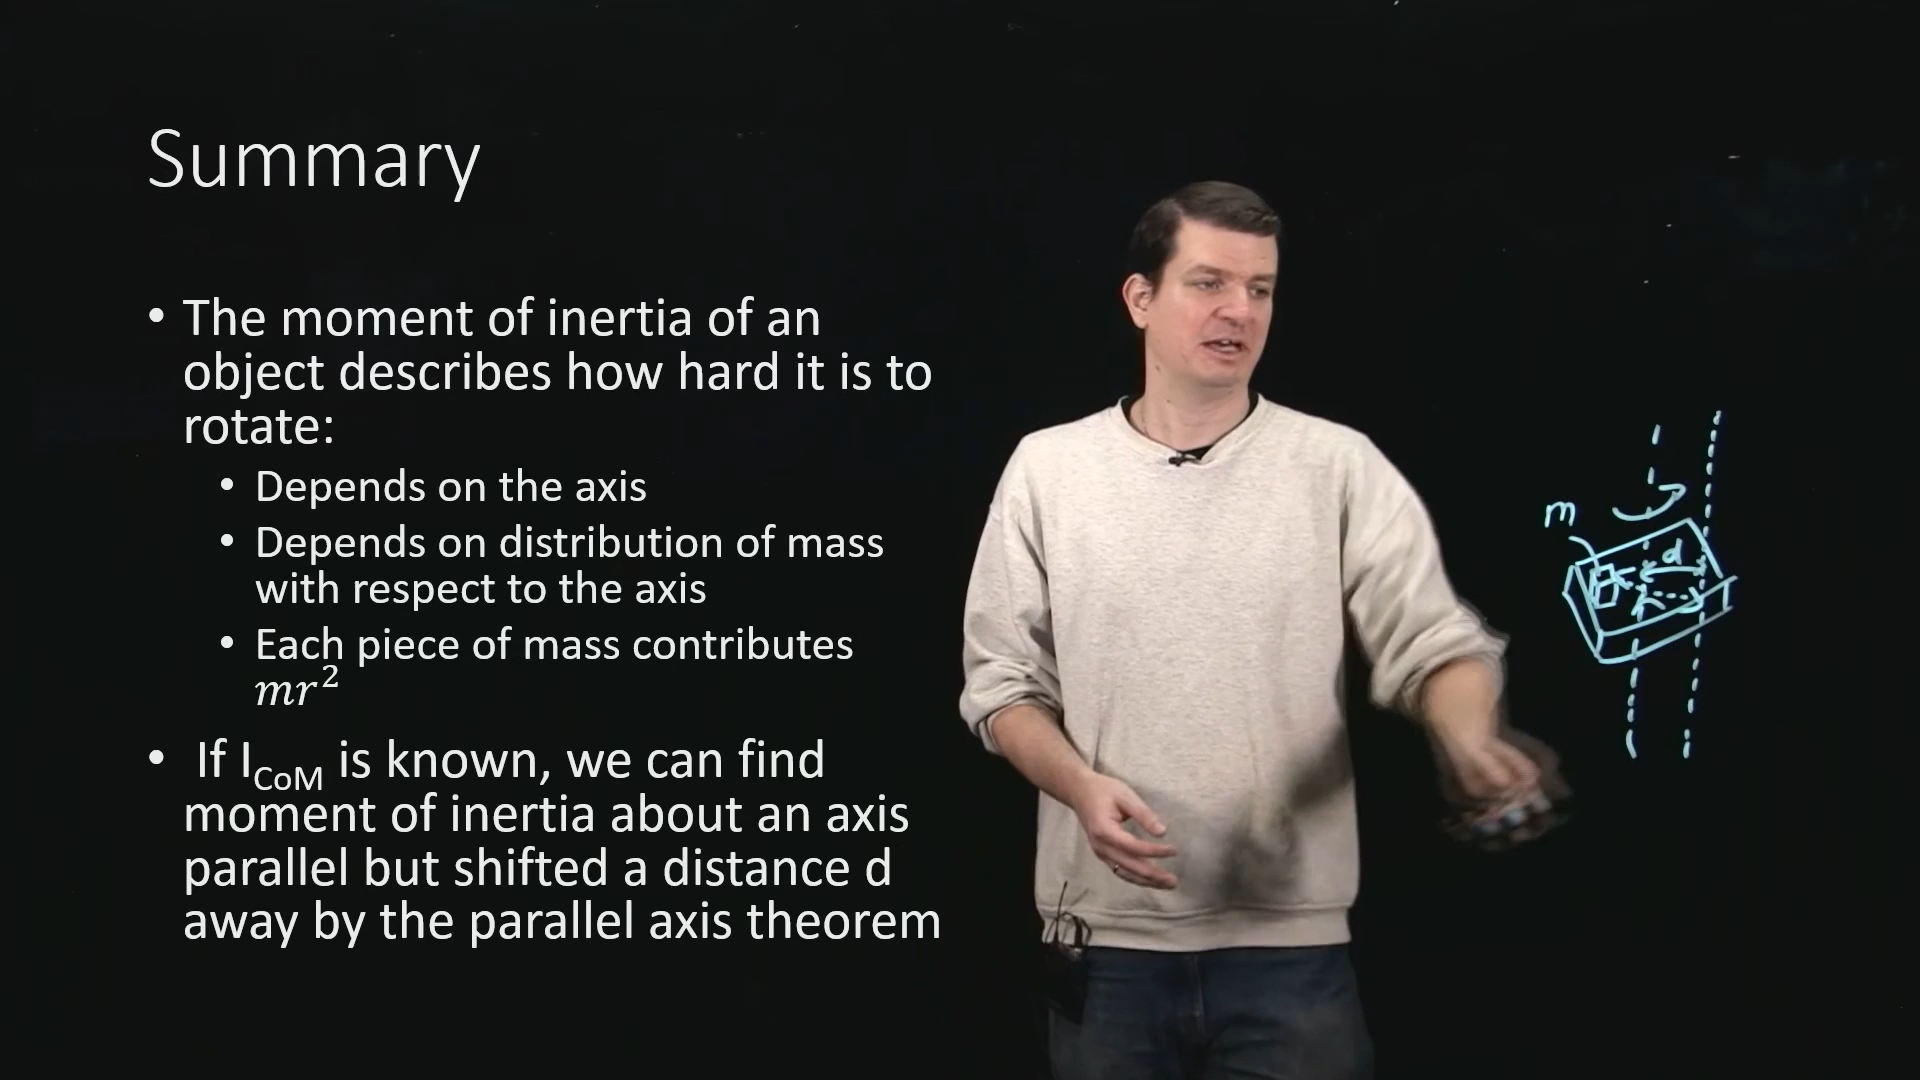 Summary
• The moment of inertia of an
object describes how hard it is to
rotate:
• Depends on the axis
• Depends on distribution of mass
with respect to the axis
• Each piece of mass contributes
mr²
• If I_CoM is known, we can find
moment of inertia about an axis
parallel but shifted a distance d
away by the parallel axis theorem
m
d